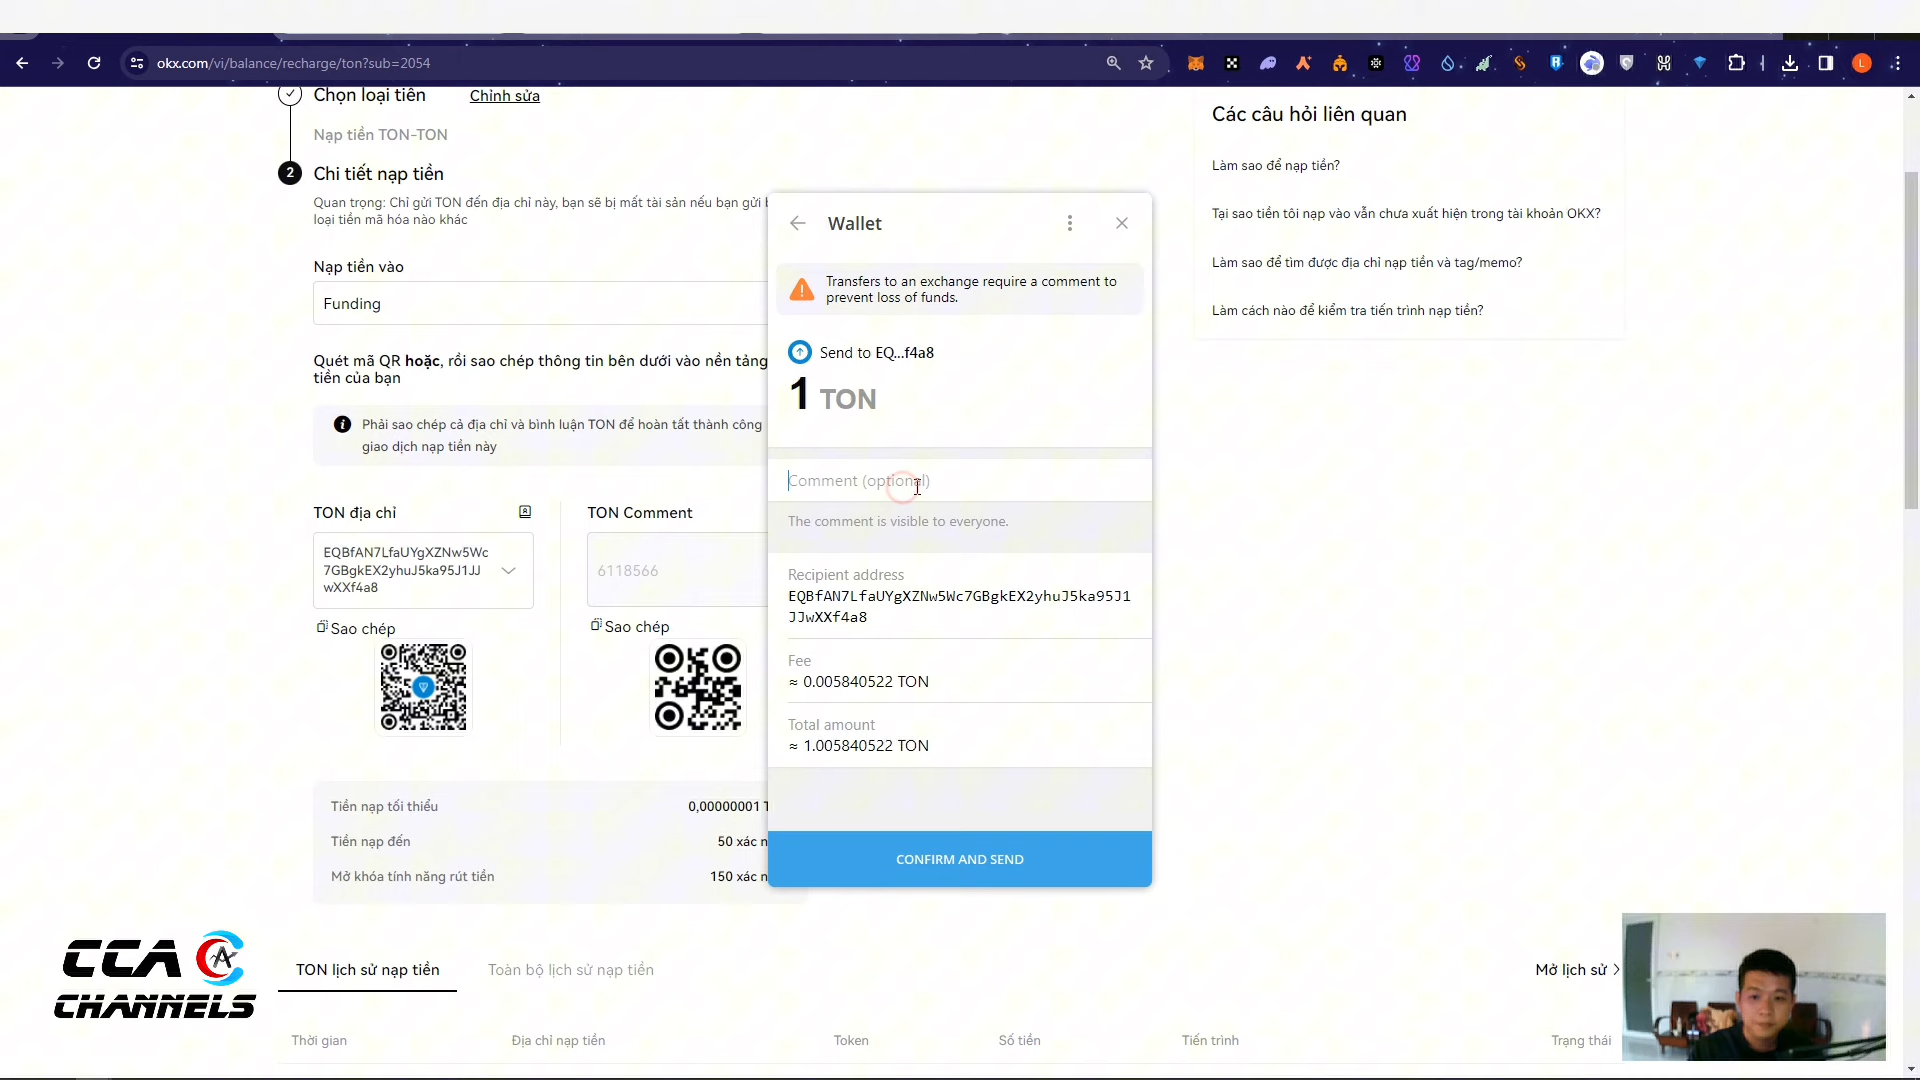 okx.com/vi/balance/recharge/ton?sub=2054
L
Chọn loại tiền
Chỉnh sửa
Nạp tiền TON-TON
2
Chi tiết nạp tiền
Quan trọng: Chỉ gửi TON đến địa chỉ này, bạn sẽ bị mất tài sản nếu bạn gửi
loại tiền mã hóa nào khác
Nạp tiền vào
Funding
Quét mã QR hoặc, rồi sao chép thông tin bên dưới vào nền tảng
tiền của bạn
Phải sao chép cả địa chỉ và bình luận TON để hoàn tất thành công
giao dịch nạp tiền này
TON địa chỉ
EQBfAN7LfaUYgXZNw5Wc
7GBgkEX2yhuJ5ka95J1JJ
wXXf4a8
Sao chép
TON Comment
6118566
Sao chép
Tiền nạp tối thiểu
0,00000001 T
Tiền nạp đến
50 xác n
Mở khóa tính năng rút tiền
150 xác n
Wallet
Transfers to an exchange require a comment to
prevent loss of funds.
Send to EQ...f4a8
1 TON
Comment (optional)
The comment is visible to everyone.
Recipient address
EQBfAN7LfaUYgXZNw5Wc7GBgkEX2yhuJ5ka95J1
JJwXXf4a8
Fee
≈ 0.005840522 TON
Total amount
≈ 1.005840522 TON
CONFIRM AND SEND
Các câu hỏi liên quan
Làm sao để nạp tiền?
Tại sao tiền tôi nạp vào vẫn chưa xuất hiện trong tài khoản OKX?
Làm sao để tìm được địa chỉ nạp tiền và tag/memo?
Làm cách nào để kiểm tra tiến trình nạp tiền?
CCA
CHANNELS
TON lịch sử nạp tiền
Toàn bộ lịch sử nạp tiền
Mở lịch sử
Thời gian
Địa chỉ nạp tiền
Token
Số tiền
Tiến trình
Trạng thái